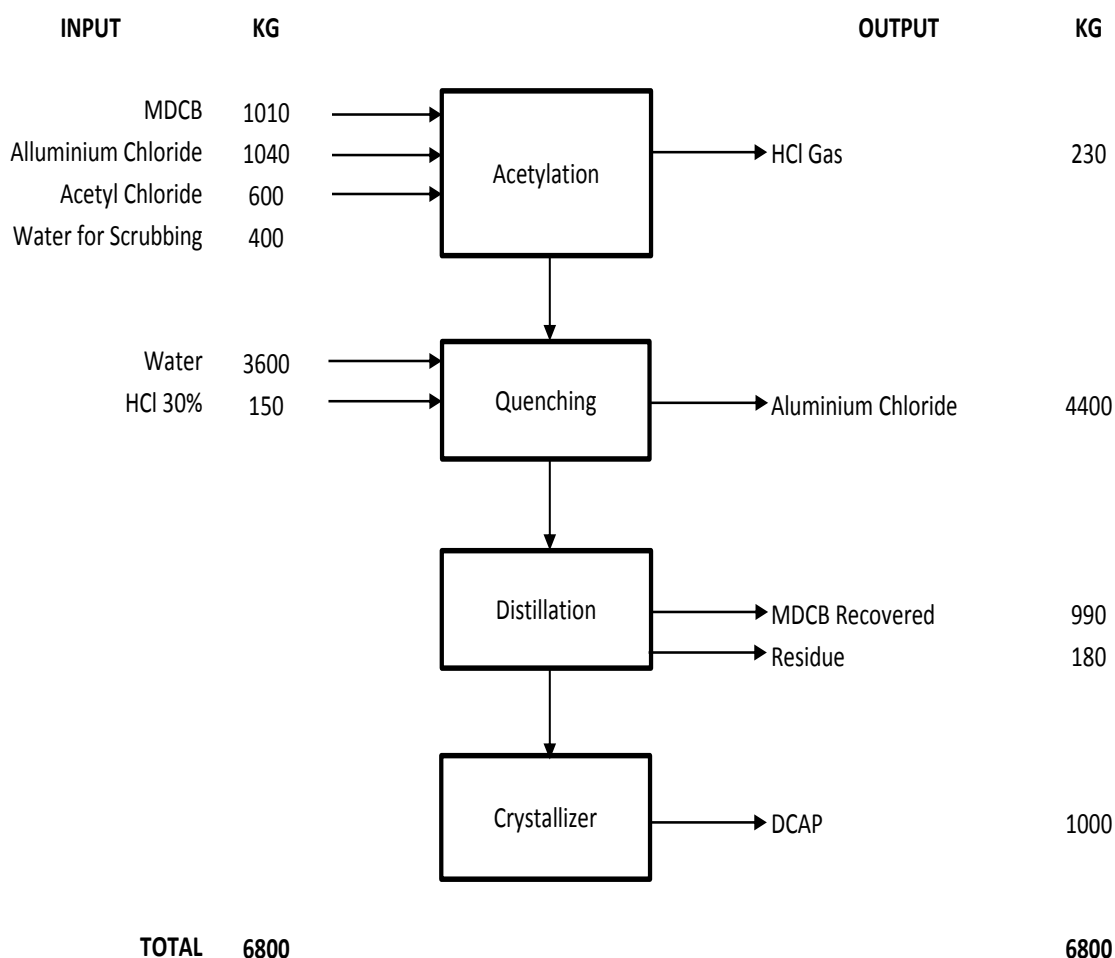 INPUT KG OUTPUT KG
MDCB 1010
Alluminium Chloride 1040 HCl Gas 230
Acetylation
Acetyl Chloride 600
Water for Scrubbing 400
Water 3600
HCl 30% 150 Quenching Aluminium Chloride 4400
Distillation MDCB Recovered 990
Residue 180
Crystallizer DCAP 1000
TOTAL 6800 6800